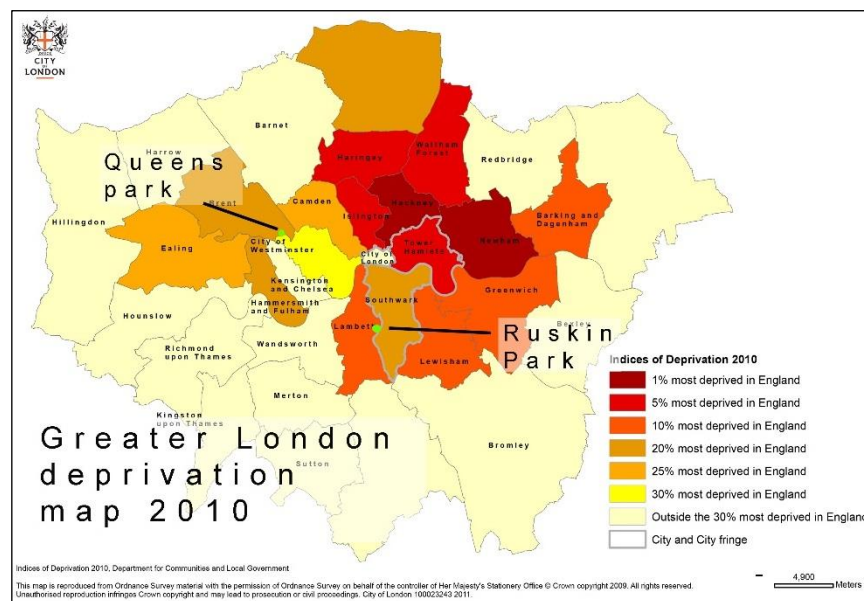 CITY
OF
LONDON
Barnet
Harrow
Queens
park
Haringey
Waltham
Forest
Redbridge
Hillingdon
Brent
Camden
Islington
Hackney
Barking and
Dagenham
Ealing
City of
Westminster
Tower
Hamlets
Newham
City of
London
Kensington
and Chelsea
Hammersmith
and Fulham
Southwark
Greenwich
Hounslow
Lambeth
Ruskin
Park
Bexley
Richmond
upon Thames
Wandsworth
Lewisham
Merton
Kingston
upon Thames
Bromley
Sutton
Greater London
deprivation
map 2010
Indices of Deprivation 2010
1% most deprived in England
5% most deprived in England
10% most deprived in England
20% most deprived in England
25% most deprived in England
30% most deprived in England
Outside the 30% most deprived in England
City and City fringe
4,900
Meters
Indices of Deprivation 2010, Department for Communities and Local Government
This map is reproduced from Ordnance Survey material with the permission of Ordnance Survey on behalf of the controller of Her Majesty's Stationery Office © Crown copyright 2009. All rights reserved.
Unauthorised reproduction infringes Crown copyright and may lead to prosecution or civil proceedings. City of London 100023243 2011.